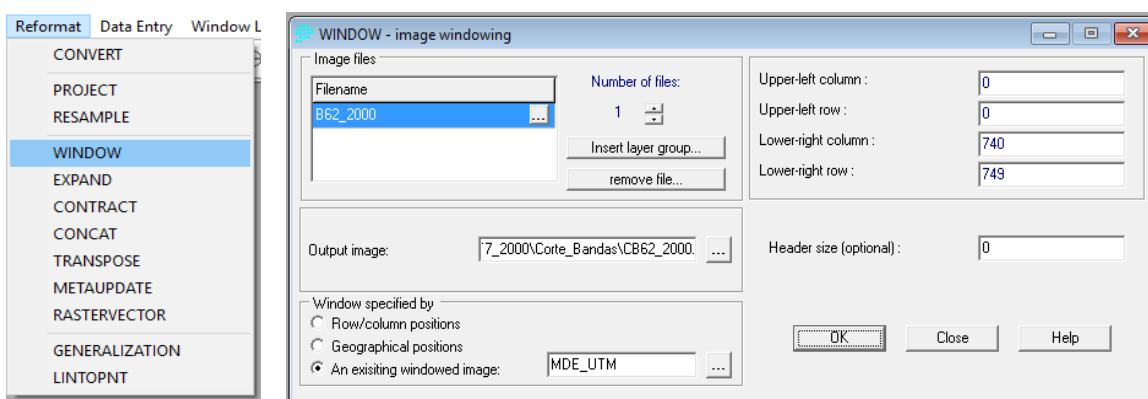 Reformat Data Entry Window L
CONVERT
PROJECT
RESAMPLE
WINDOW
EXPAND
CONTRACT
CONCAT
TRANSPOSE
METAUPDATE
RASTERVECTOR
GENERALIZATION
LINTOPNT
WINDOW - image windowing
Image files
Filename
B62_2000
...
Number of files:
1
Insert layer group...
remove file...
Upper-left column :
0
Upper-left row :
0
Lower-right column :
740
Lower-right row :
749
Output image:
7_2000\Corte_Bandas\CB62_2000.
...
Header size (optional) :
0
Window specified by
Row/column positions
Geographical positions
An exisiting windowed image:
MDE_UTM
...
OK
Close
Help